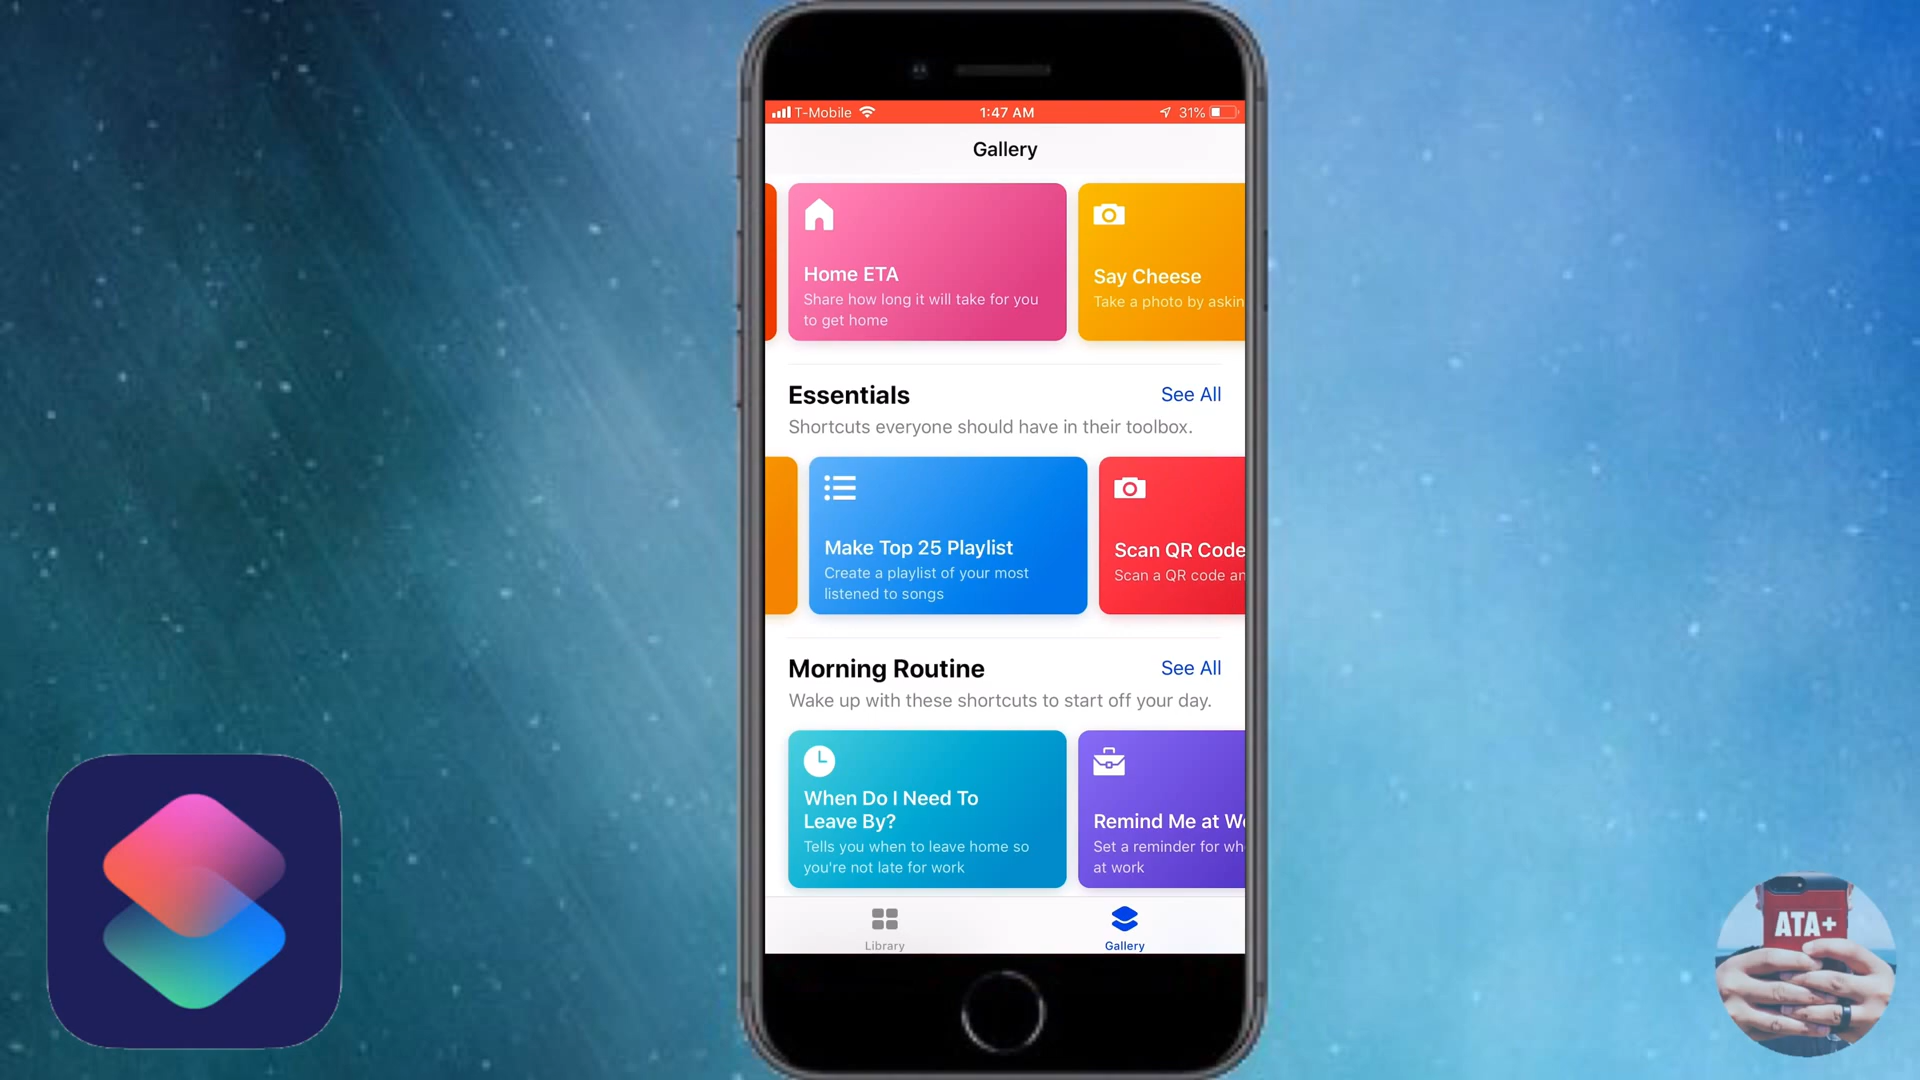 T-Mobile 1:47 AM 31%
Gallery
Home ETA
Share how long it will take for you
to get home
Say Cheese
Take a photo by askin
Essentials
See All
Shortcuts everyone should have in their toolbox.
Make Top 25 Playlist
Create a playlist of your most
listened to songs
Scan QR Code
Scan a QR code an
Morning Routine
See All
Wake up with these shortcuts to start off your day.
When Do I Need To
Leave By?
Tells you when to leave home so
you're not late for work
Remind Me at Wo
Set a reminder for wh
at work
Library
Gallery
ATA+